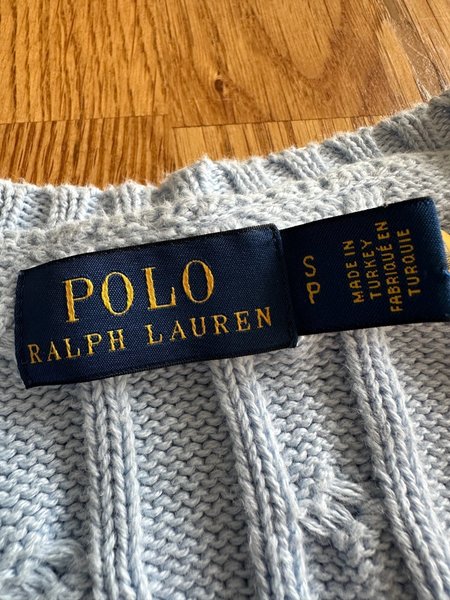 POLO
RALPH LAUREN
S
P
MADE IN
TURKEY
FABRIQUÉ EN
TURQUIE